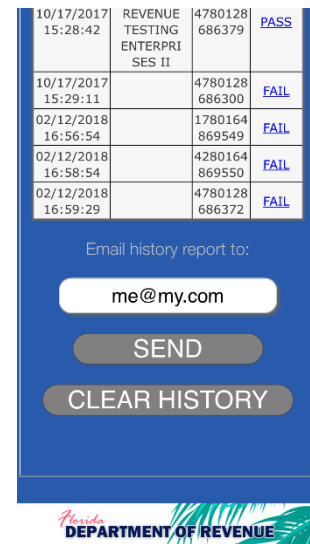 10/17/2017 REVENUE 4780128 PASS
15:28:42 TESTING 686379
ENTERPRI
SES II
10/17/2017 4780128 FAIL
15:29:11 686300
02/12/2018 1780164 FAIL
16:56:54 869549
02/12/2018 4280164 FAIL
16:58:54 869550
02/12/2018 4780128 FAIL
16:59:29 686372
Email history report to:
me@my.com
SEND
CLEAR HISTORY
Florida
DEPARTMENT OF REVENUE